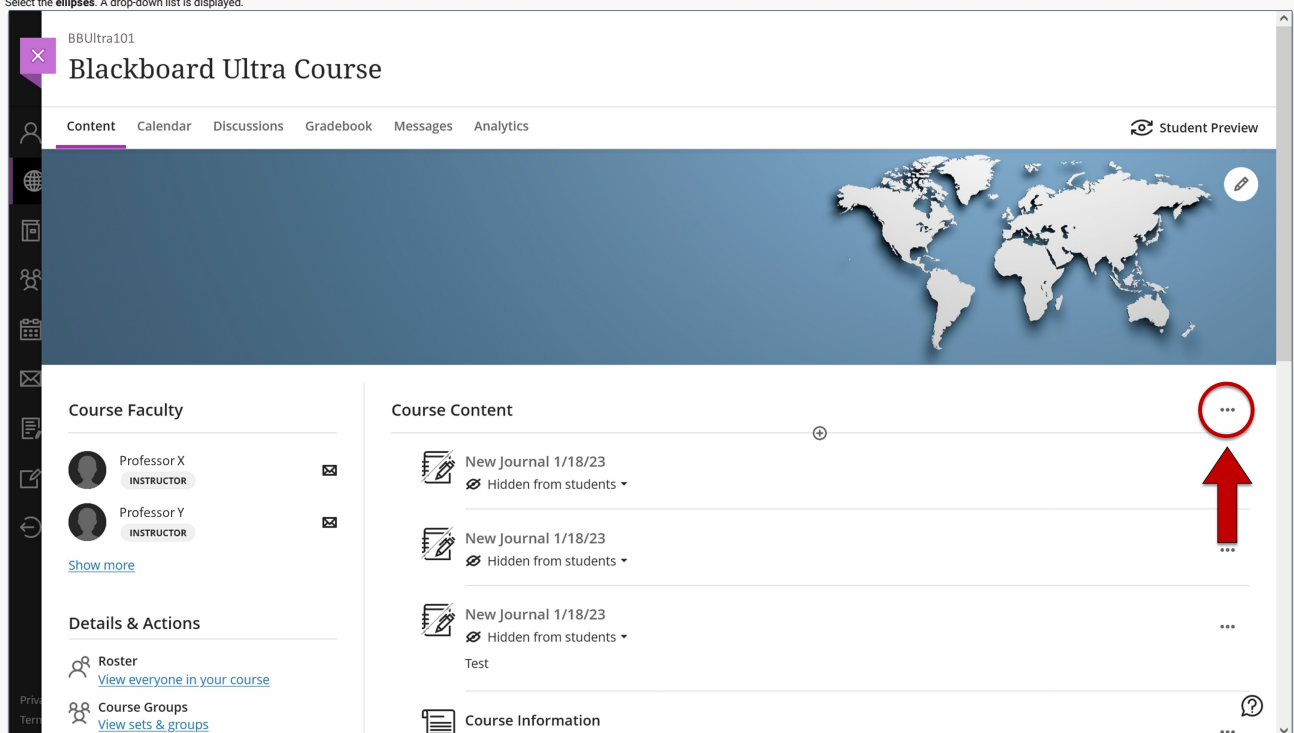 Select the ellipses. A drop-down list is displayed.
BBUltra101
Blackboard Ultra Course
Content Calendar Discussions Gradebook Messages Analytics
Student Preview
Course Faculty
Professor X
INSTRUCTOR
Professor Y
INSTRUCTOR
Show more
Details & Actions
Roster
View everyone in your course
Course Groups
View sets & groups
Course Content
New Journal 1/18/23
Hidden from students
New Journal 1/18/23
Hidden from students
New Journal 1/18/23
Hidden from students
Test
Course Information
Priva
Term